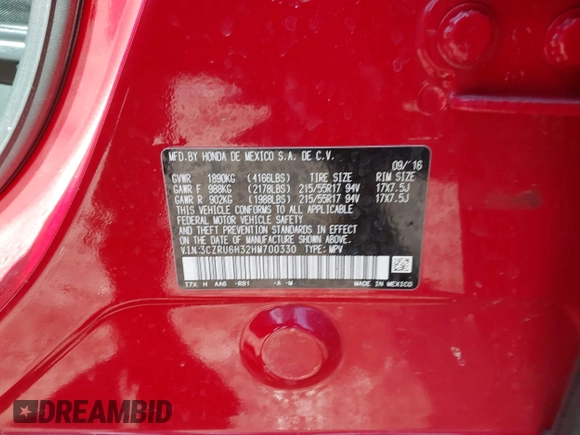 MFD.BY HONDA DE MEXICO S.A. DE C.V.
09/'16
GVWR 1890KG (4166LBS) TIRE SIZE RIM SIZE
GAWR F 988KG (2178LBS) 215/55R17 94V 17X7.5J
GAWR R 902KG (1988LBS) 215/55R17 94V 17X7.5J
THIS VEHICLE CONFORMS TO ALL APPLICABLE
FEDERAL MOTOR VEHICLE SAFETY
AND THEFT PREVENTION STANDARDS IN EFFECT ON THE DATE
OF MANUFACTURE SHOWN ABOVE.
V.I.N:3CZRU6H32HM700330 TYPE: MPV
T7X H AA6 -R81 -A -M MADE IN MEXICO
DREAMBID